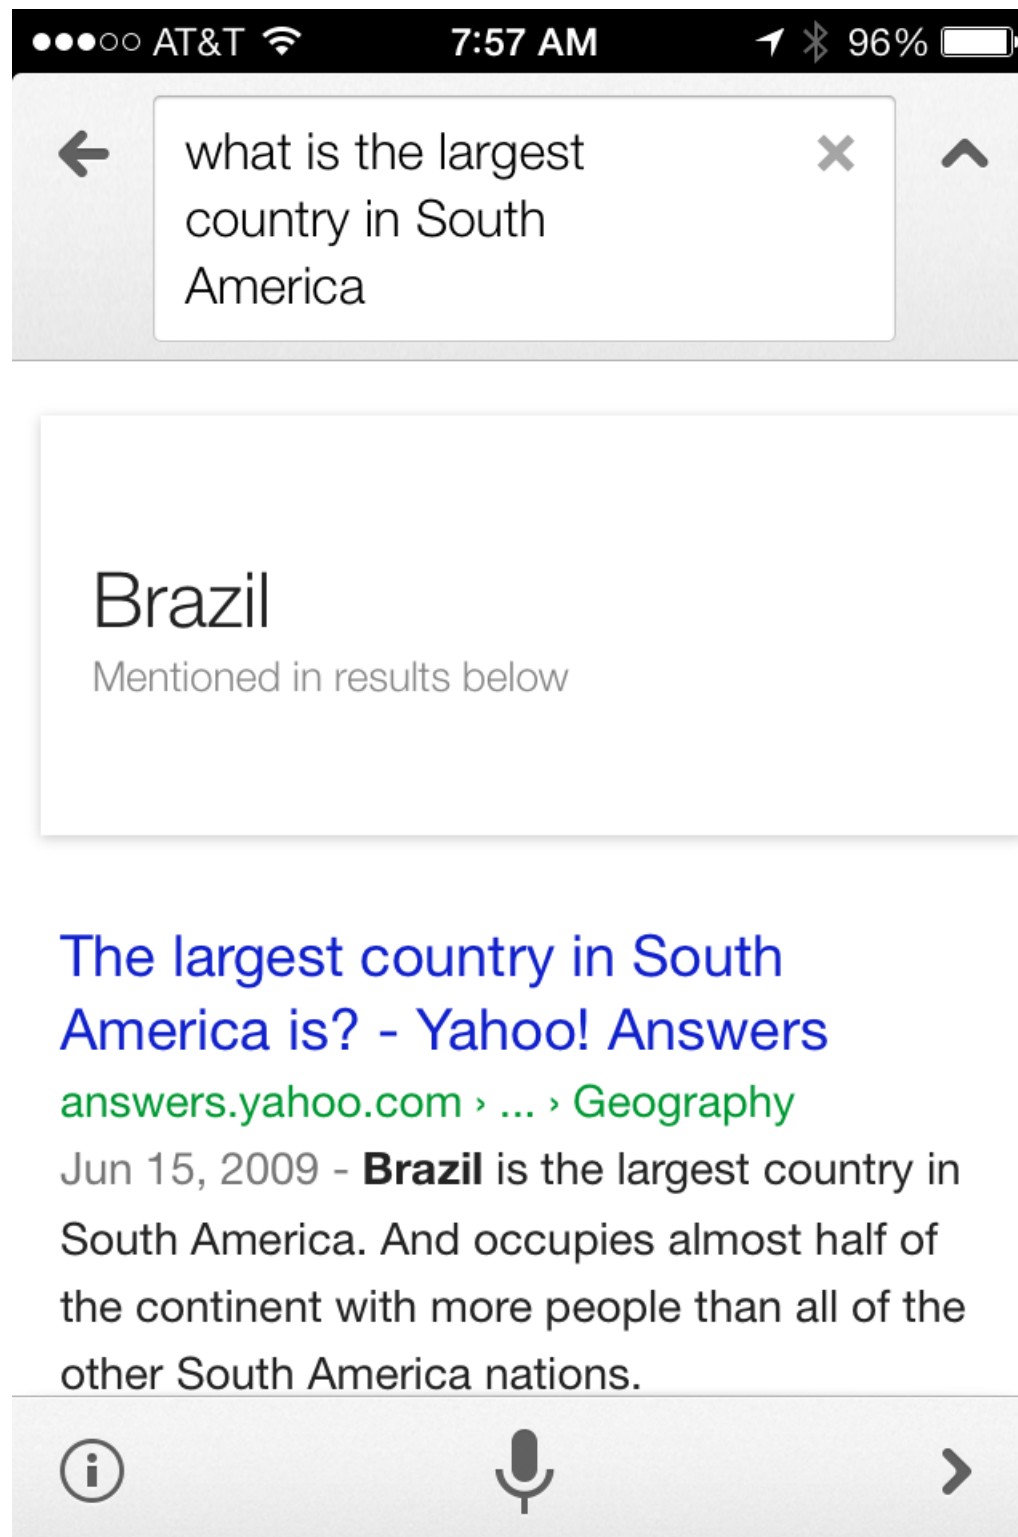 AT&T 7:57 AM 96%
what is the largest
country in South
America
Brazil
Mentioned in results below
The largest country in South
America is? - Yahoo! Answers
answers.yahoo.com › ... › Geography
Jun 15, 2009 - Brazil is the largest country in
South America. And occupies almost half of
the continent with more people than all of the
other South America nations.